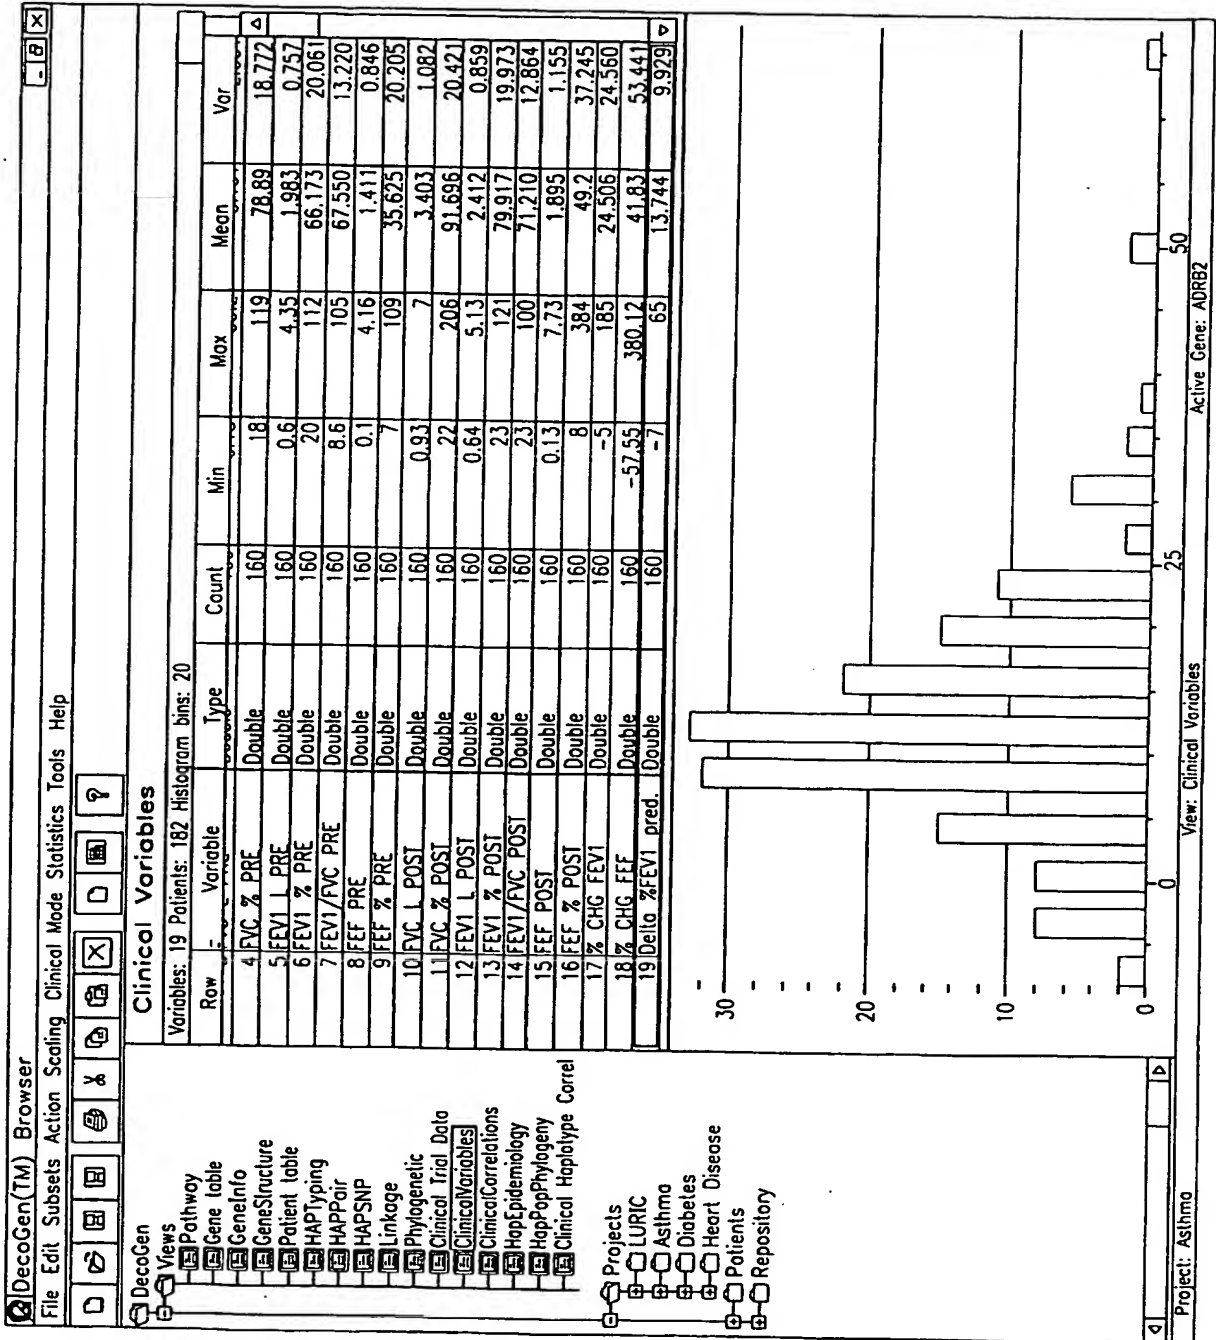 DecoGen(TM) Browser
File Edit Subsets Action Scaling Clinical Mode Statistics Tools Help
DecoGen
Views
Pathway
Gene table
GeneInfo
GeneStructure
Patient table
HAPTyping
HAPPair
HAPSNP
Linkage
Phylogenetic
Clinical Trial Data
ClinicalVariables
ClinicalCorrelations
HapEpidemiology
HapPopPhylogeny
Clinical Haplotype Correl
Projects
LURIC
Asthma
Diabetes
Heart Disease
Patients
Repository
Clinical Variables
Variables: 19 Patients: 182 Histogram bins: 20
Row = Variable Type Count Min Max Mean Var
4 FVC % PRE Double 160 18 119 78.89 18.772
5 FEV1 L PRE Double 160 0.6 4.35 1.983 0.757
6 FEV1 % PRE Double 160 20 112 66.173 20.061
7 FEV1/FVC PRE Double 160 8.6 105 67.550 13.220
8 FEF PRE Double 160 0.1 4.16 1.411 0.846
9 FEF % PRE Double 160 7 109 35.625 20.205
10 FVC L POST Double 160 0.93 7 3.403 1.082
11 FVC % POST Double 160 22 206 91.696 20.421
12 FEV1 L POST Double 160 0.64 5.13 2.412 0.859
13 FEV1 % POST Double 160 23 121 79.917 19.973
14 FEV1/FVC POST Double 160 23 100 71.210 12.864
15 FEF POST Double 160 0.13 7.73 1.895 1.155
16 FEF % POST Double 160 8 384 49.2 37.245
17 % CHG FEV1 Double 160 -5 185 24.506 24.560
18 % CHG FEF Double 160 -57.55 380.12 41.83 53.441
19 Delta %FEV1 pred. Double 160 -7 65 13.744 9.929
30
20
10
0
0 25 50
Project: Asthma View: Clinical Variables Active Gene: ADRB2